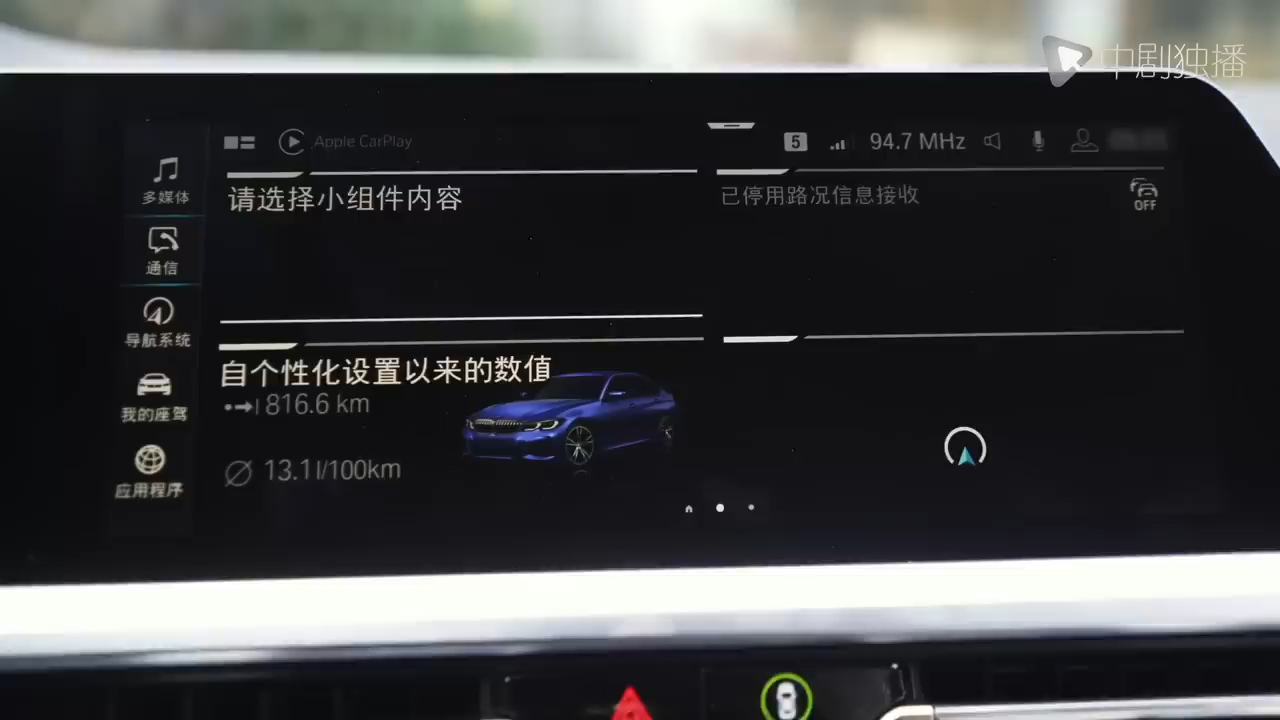 中剧独播
Apple CarPlay
5
94.7 MHz
多媒体
请选择小组件内容
已停用路况信息接收
OFF
通信
导航系统
自个性化设置以来的数值
816.6 km
我的座驾
13.1l/100km
应用程序